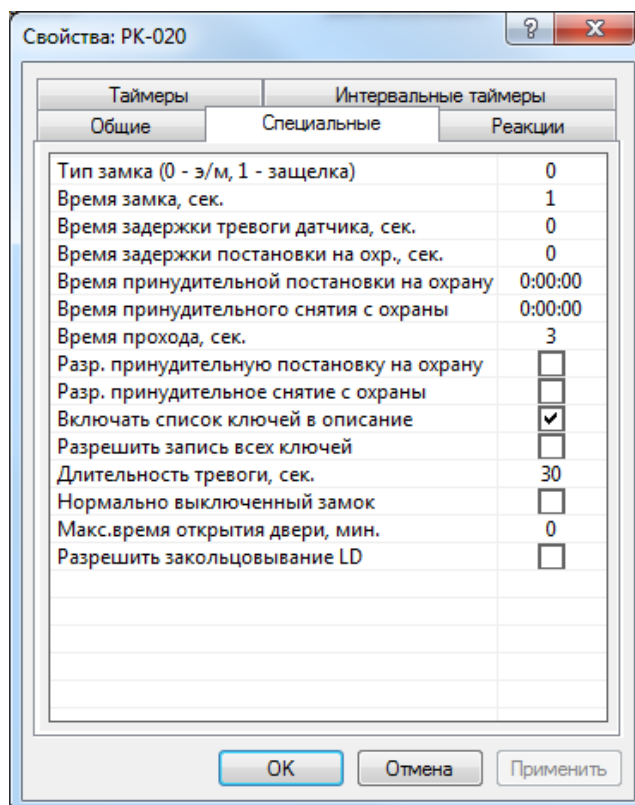 Свойства: РК-020
?
x
Таймеры Интервальные таймеры
Общие Специальные Реакции
Тип замка (0 - э/м, 1 - защелка) 0
Время замка, сек. 1
Время задержки тревоги датчика, сек. 0
Время задержки постановки на охр., сек. 0
Время принудительной постановки на охрану 0:00:00
Время принудительного снятия с охраны 0:00:00
Время прохода, сек. 3
Разр. принудительную постановку на охрану
Разр. принудительное снятие с охраны
Включать список ключей в описание
Разрешить запись всех ключей
Длительность тревоги, сек. 30
Нормально выключенный замок
Макс.время открытия двери, мин. 0
Разрешить закольцовывание LD
OK Отмена Применить